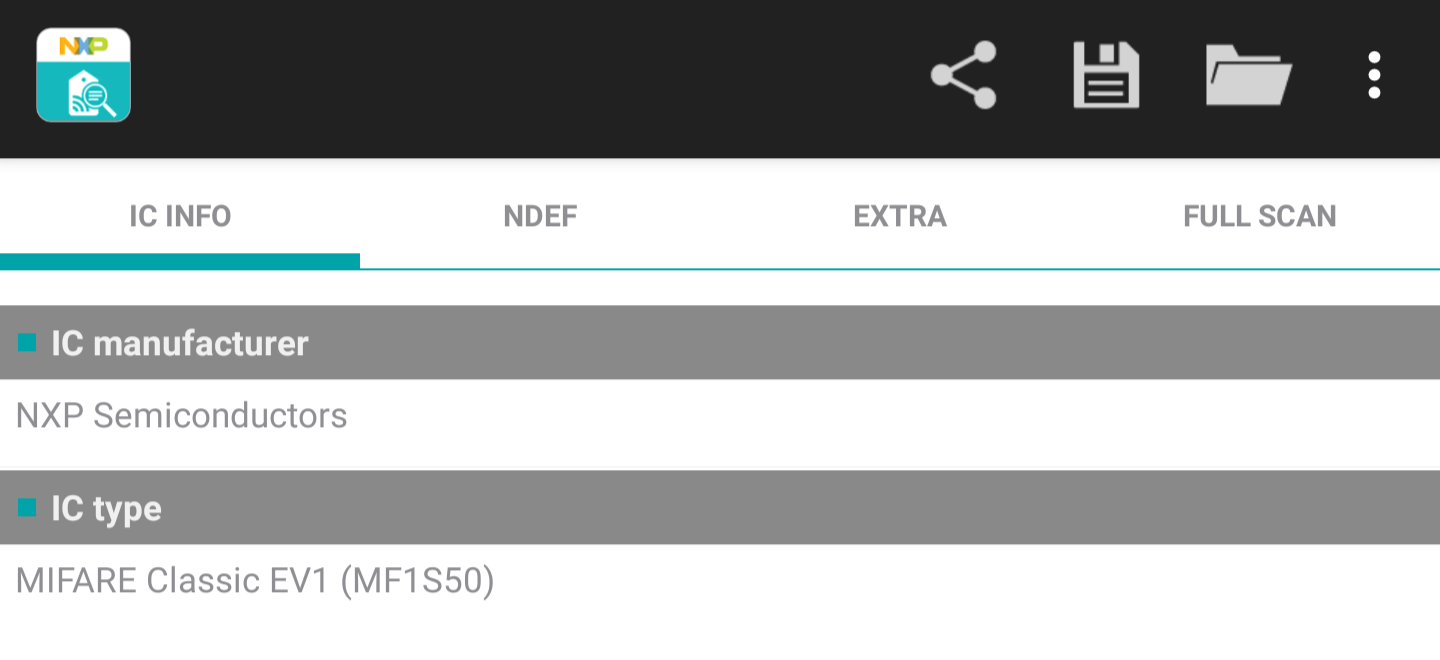 NXP
IC INFO
NDEF
EXTRA
FULL SCAN
IC manufacturer
NXP Semiconductors
IC type
MIFARE Classic EV1 (MF1S50)